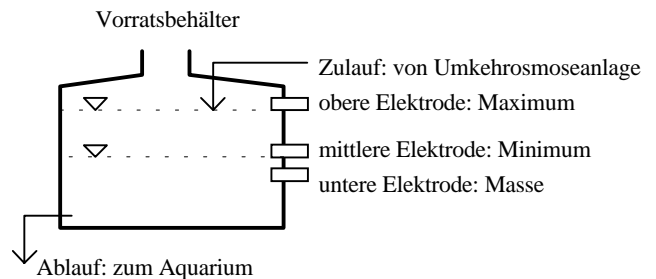 Vorratsbehälter
Zulauf: von Umkehrosmoseanlage
obere Elektrode: Maximum
mittlere Elektrode: Minimum
untere Elektrode: Masse
Ablauf: zum Aquarium